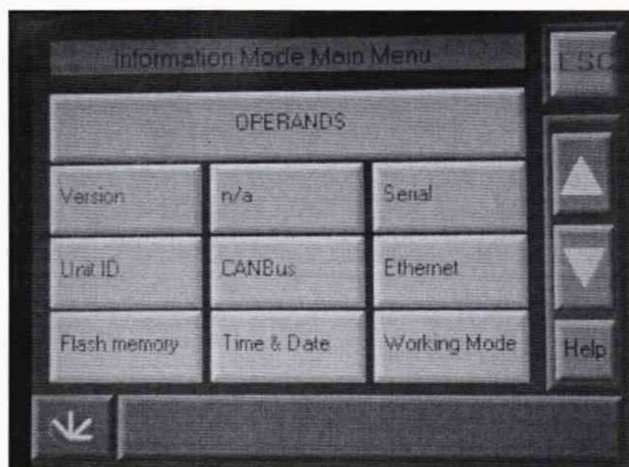 Information Mode Main Menu
ESC
OPERANDS
Version n/a Serial
Unit ID CANBus Ethernet
Flash memory Time & Date Working Mode
Help